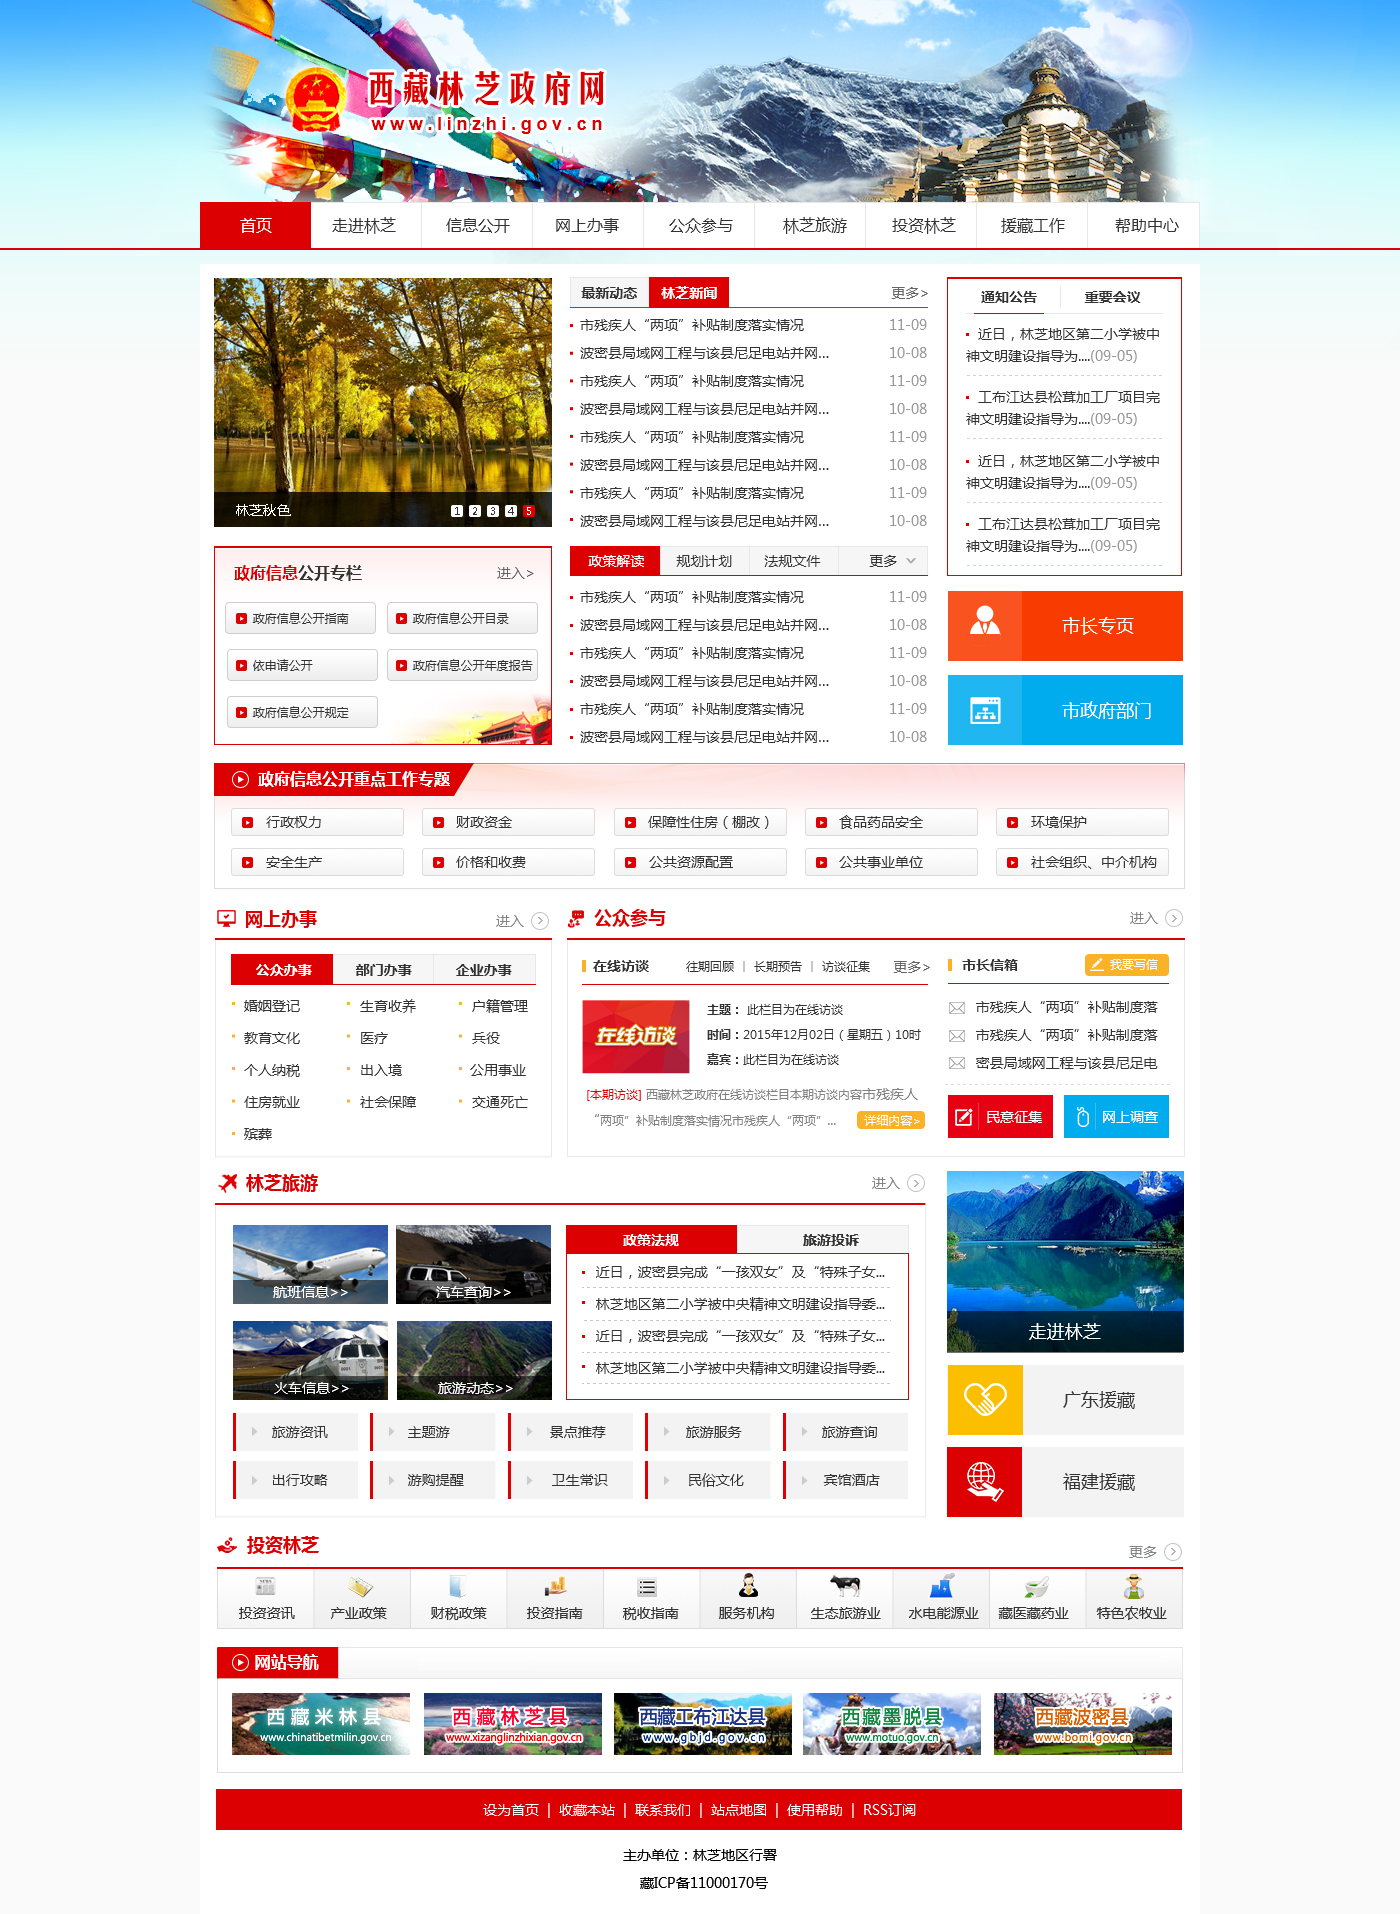 西藏林芝政府网
www.linzhi.gov.cn
首页 走进林芝 信息公开 网上办事 公众参与 林芝旅游 投资林芝 援藏工作 帮助中心
林芝秋色 1 2 3 4 5
最新动态 林芝新闻 更多>
市残疾人“两项”补贴制度落实情况 11-09
波密县局域网工程与该县尼足电站并网... 10-08
市残疾人“两项”补贴制度落实情况 11-09
波密县局域网工程与该县尼足电站并网... 10-08
市残疾人“两项”补贴制度落实情况 11-09
波密县局域网工程与该县尼足电站并网... 10-08
市残疾人“两项”补贴制度落实情况 11-09
波密县局域网工程与该县尼足电站并网... 10-08
通知公告 重要会议
近日，林芝地区第二小学被中
神文明建设指导为....(09-05)
工布江达县松茸加工厂项目完
神文明建设指导为....(09-05)
近日，林芝地区第二小学被中
神文明建设指导为....(09-05)
工布江达县松茸加工厂项目完
神文明建设指导为....(09-05)
政府信息公开专栏 进入>
政府信息公开指南 政府信息公开目录
依申请公开 政府信息公开年度报告
政府信息公开规定
政策解读 规划计划 法规文件 更多
市残疾人“两项”补贴制度落实情况 11-09
波密县局域网工程与该县尼足电站并网... 10-08
市残疾人“两项”补贴制度落实情况 11-09
波密县局域网工程与该县尼足电站并网... 10-08
市残疾人“两项”补贴制度落实情况 11-09
波密县局域网工程与该县尼足电站并网... 10-08
市长专页
市政府部门
政府信息公开重点工作专题
行政权力 财政资金 保障性住房（棚改） 食品药品安全 环境保护
安全生产 价格和收费 公共资源配置 公共事业单位 社会组织、中介机构
网上办事 进入
公众办事 部门办事 企业办事
婚姻登记 生育收养 户籍管理
教育文化 医疗 兵役
个人纳税 出入境 公用事业
住房就业 社会保障 交通死亡
殡葬
公众参与 进入
在线访谈 往期回顾 | 长期预告 | 访谈征集 更多>
在线访谈
主题： 此栏目为在线访谈
时间：2015年12月02日（星期五）10时
嘉宾：此栏目为在线访谈
[本期访谈] 西藏林芝政府在线访谈栏目本期访谈内容市残疾人
“两项”补贴制度落实情况市残疾人“两项”... 详细内容>
市长信箱 我要写信
市残疾人“两项”补贴制度落
市残疾人“两项”补贴制度落
密县局域网工程与该县尼足电
民意征集 网上调查
林芝旅游 进入
航班信息>> 汽车查询>>
火车信息>> 旅游动态>>
政策法规 旅游投诉
近日，波密县完成“一孩双女”及“特殊子女...
林芝地区第二小学被中央精神文明建设指导委...
近日，波密县完成“一孩双女”及“特殊子女...
林芝地区第二小学被中央精神文明建设指导委...
旅游资讯 主题游 景点推荐 旅游服务 旅游查询
出行攻略 游购提醒 卫生常识 民俗文化 宾馆酒店
走进林芝
广东援藏
福建援藏
投资林芝 更多
投资资讯 产业政策 财税政策 投资指南 税收指南 服务机构 生态旅游业 水电能源业 藏医藏药业 特色农牧业
网站导航
西藏米林县 西藏林芝县 西藏工布江达县 西藏墨脱县 西藏波密县
www.chinatibetmilin.gov.cn www.xizanglinzhixian.gov.cn www.gbjd.gov.cn www.motuo.gov.cn www.bomi.gov.cn
设为首页 | 收藏本站 | 联系我们 | 站点地图 | 使用帮助 | RSS订阅
主办单位：林芝地区行署
藏ICP备11000170号